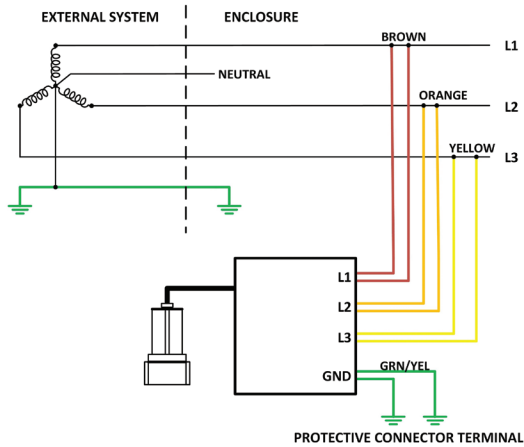 EXTERNAL SYSTEM
ENCLOSURE
BROWN
L1
NEUTRAL
ORANGE
L2
YELLOW
L3
L1
L2
L3
GRN/YEL
GND
PROTECTIVE CONNECTOR TERMINAL